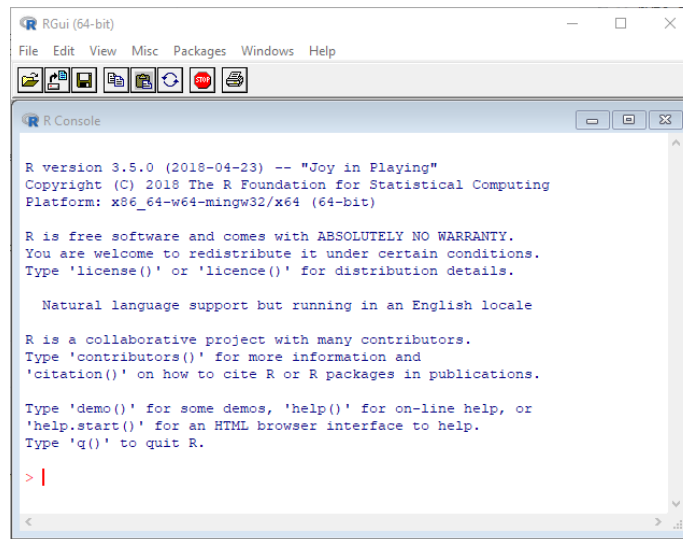 RGui (64-bit)
File Edit View Misc Packages Windows Help
STOP
R Console
R version 3.5.0 (2018-04-23) -- "Joy in Playing"
Copyright (C) 2018 The R Foundation for Statistical Computing
Platform: x86_64-w64-mingw32/x64 (64-bit)
R is free software and comes with ABSOLUTELY NO WARRANTY.
You are welcome to redistribute it under certain conditions.
Type 'license()' or 'licence()' for distribution details.
Natural language support but running in an English locale
R is a collaborative project with many contributors.
Type 'contributors()' for more information and
'citation()' on how to cite R or R packages in publications.
Type 'demo()' for some demos, 'help()' for on-line help, or
'help.start()' for an HTML browser interface to help.
Type 'q()' to quit R.
>